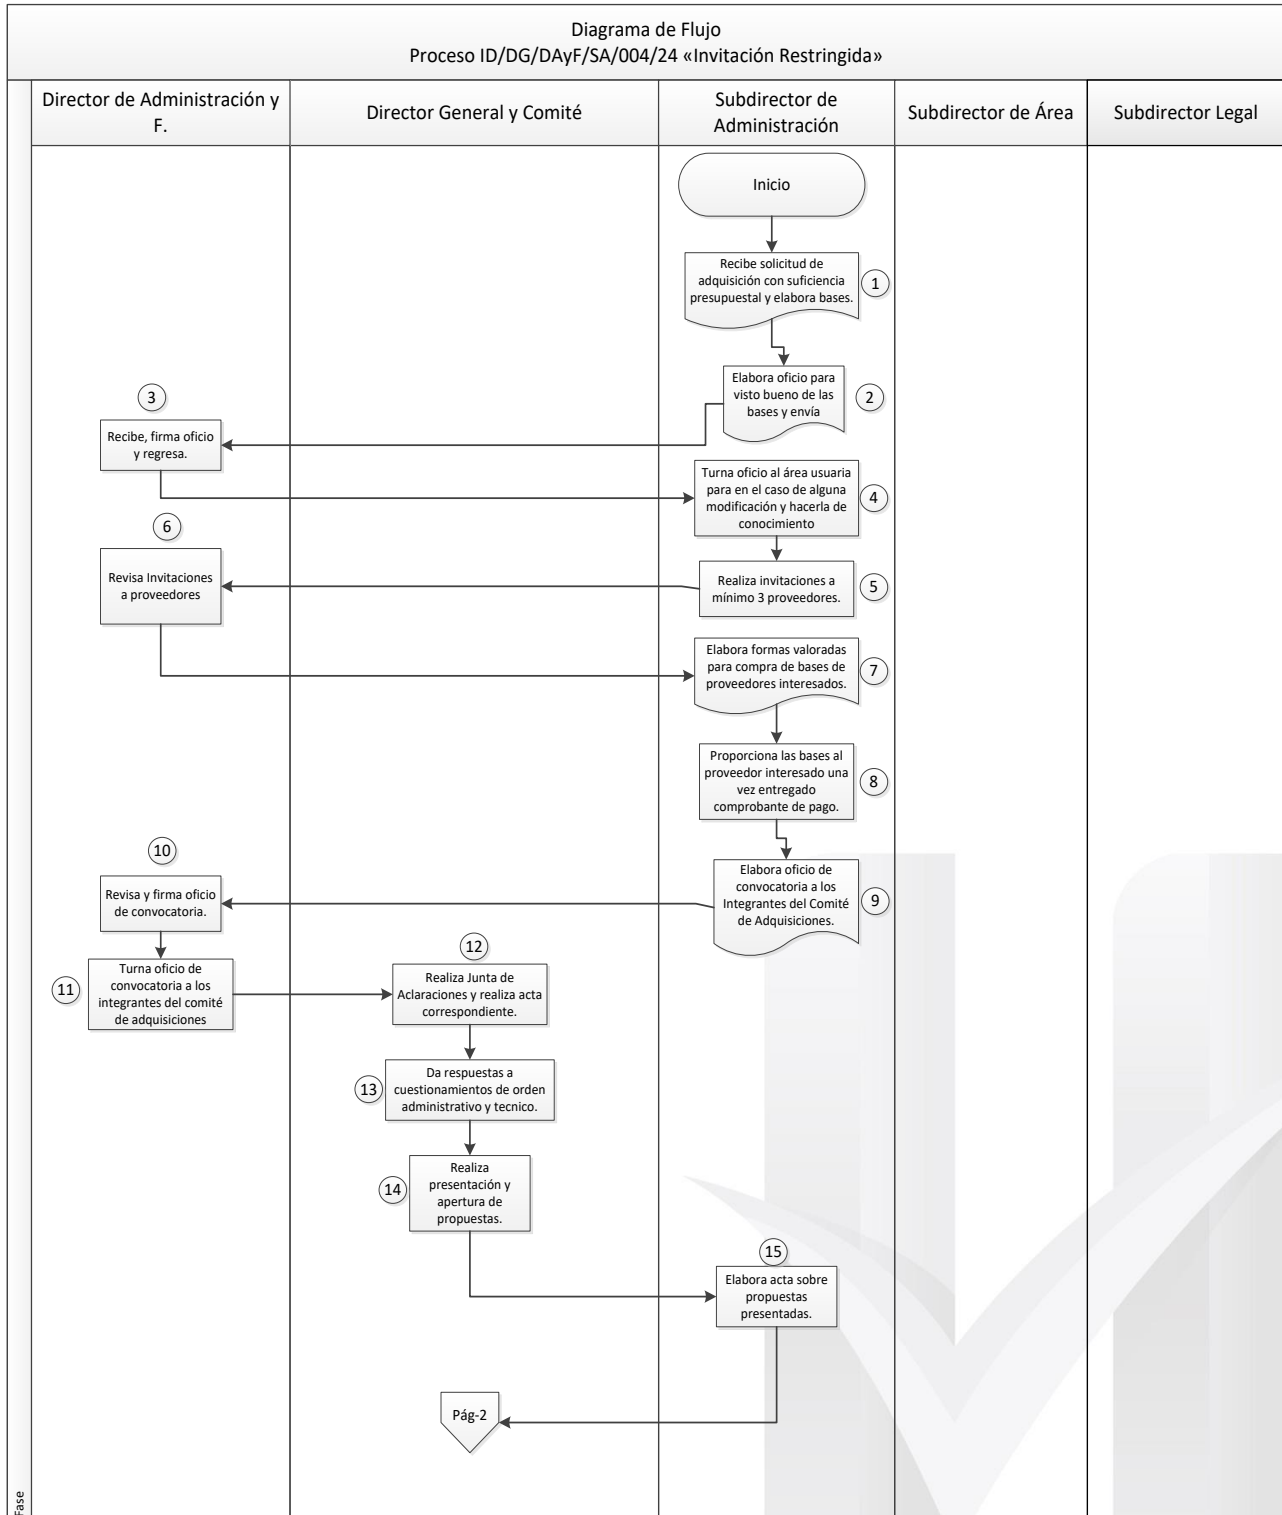 Diagrama de Flujo
Proceso ID/DG/DAyF/SA/004/24 «Invitación Restringida»
Director de Administración y
F.
Director General y Comité
Subdirector de
Administración
Subdirector de Área
Subdirector Legal
Inicio
Recibe solicitud de
adquisición con suficiencia
presupuestal y elabora bases.
1
Elabora oficio para
visto bueno de las
bases y envía
2
3
Recibe, firma oficio
y regresa.
Turna oficio al área usuaria
para en el caso de alguna
modificación y hacerla de
conocimiento
4
Realiza invitaciones a
mínimo 3 proveedores.
5
6
Revisa Invitaciones
a proveedores
Elabora formas valoradas
para compra de bases de
proveedores interesados.
7
Proporciona las bases al
proveedor interesado una
vez entregado
comprobante de pago.
8
Elabora oficio de
convocatoria a los
Integrantes del Comité
de Adquisiciones.
9
10
Revisa y firma oficio
de convocatoria.
Turna oficio de
convocatoria a los
integrantes del comité
de adquisiciones
11
12
Realiza Junta de
Aclaraciones y realiza acta
correspondiente.
Da respuestas a
cuestionamientos de orden
administrativo y tecnico.
13
Realiza
presentación y
apertura de
propuestas.
14
15
Elabora acta sobre
propuestas
presentadas.
Pág-2
Fase